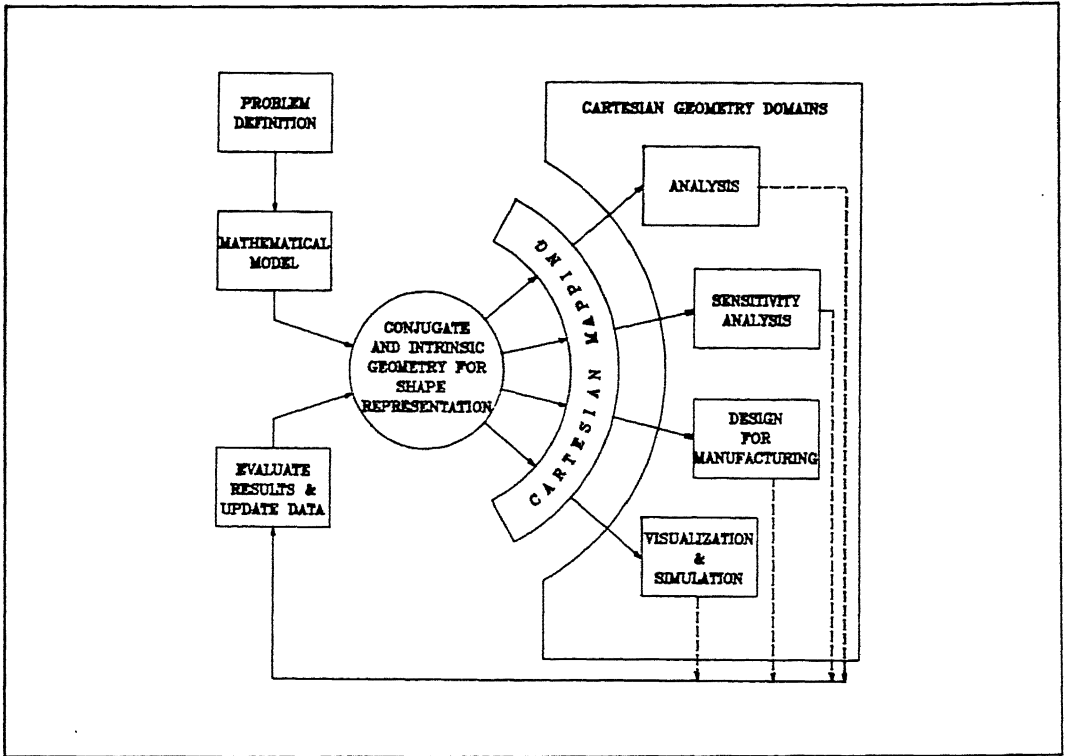 PROBLEM
DEFINITION
MATHEMATICAL
MODEL
CONJUGATE
AND INTRINSIC
GEOMETRY FOR
SHAPE
REPRESENTATION
EVALUATE
RESULTS &
UPDATE DATA
CARTESIAN MAPPING
CARTESIAN GEOMETRY DOMAINS
ANALYSIS
SENSITIVITY
ANALYSIS
DESIGN
FOR
MANUFACTURING
VISUALIZATION
&
SIMULATION